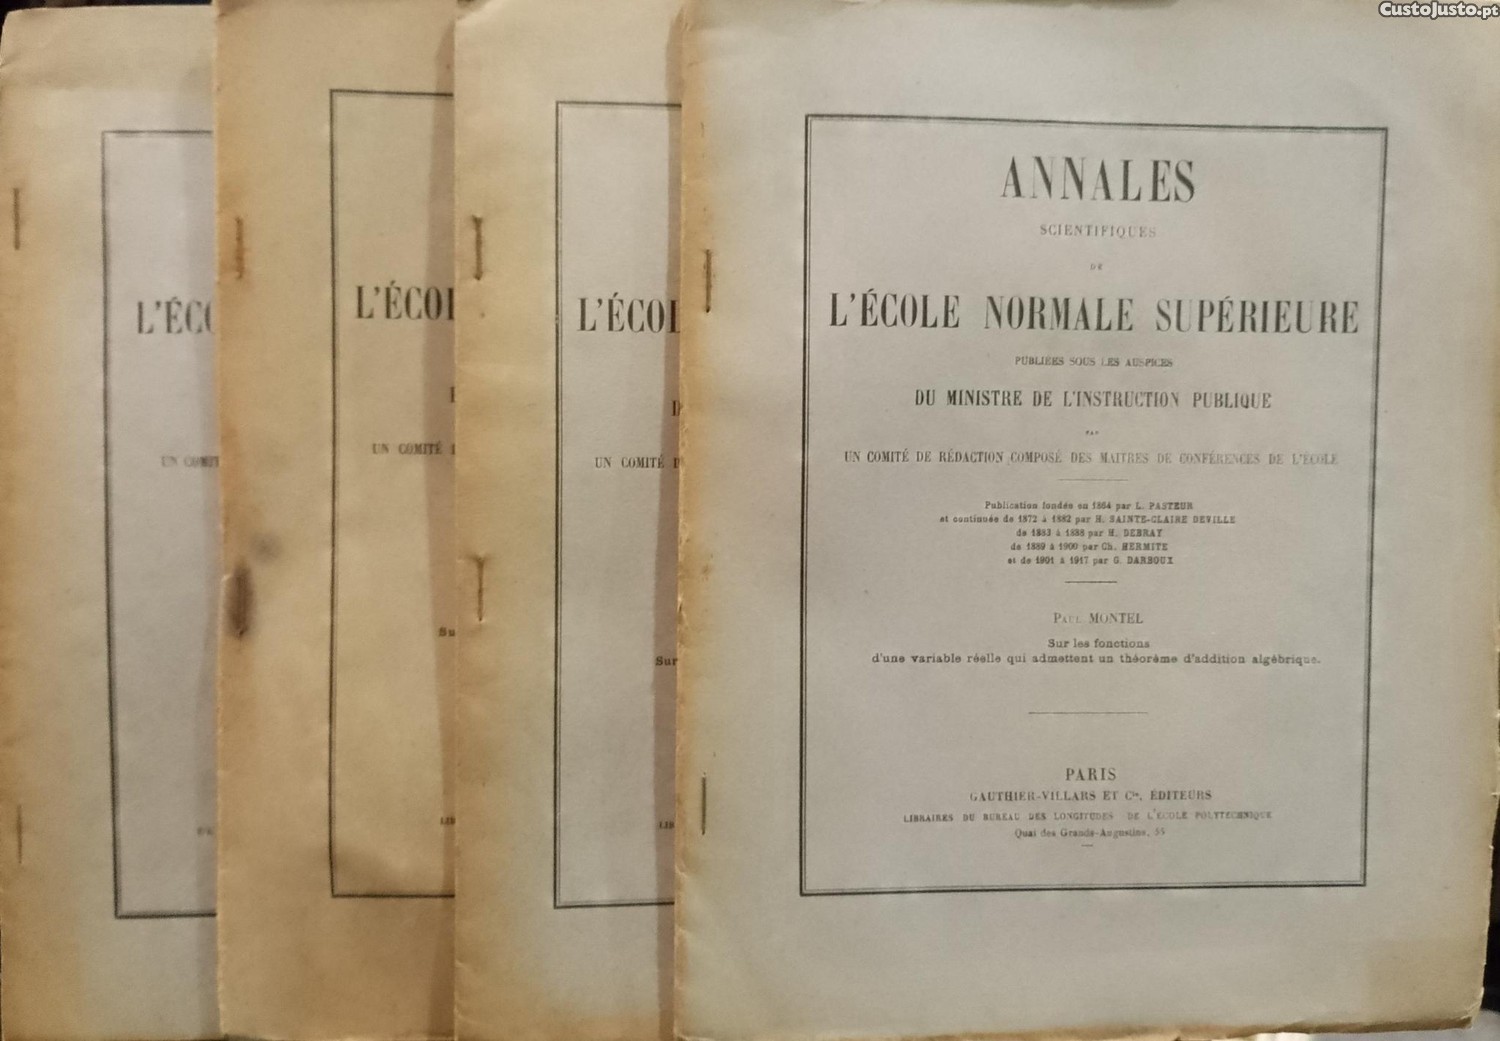 CustoJusto.pt
L'ÉCO
UN COMIT
L'ÉCOL
UN COMITÉ
Su
L'ÉCOL
UN COMITÉ D
Sur
ANNALES
SCIENTIFIQUES
DE
L'ÉCOLE NORMALE SUPÉRIEURE
PUBLIÉES SOUS LES AUSPICES
DU MINISTRE DE L'INSTRUCTION PUBLIQUE
PAR
UN COMITÉ DE RÉDACTION COMPOSÉ DES MAITRES DE CONFÉRENCES DE L'ÉCOLE
Publication fondée en 1864 par L. PASTEUR
et continuée de 1872 à 1882 par H. SAINTE-CLAIRE DEVILLE
de 1883 à 1888 par H. DEBRAY
de 1889 à 1900 par Ch. HERMITE
et de 1901 à 1917 par G. DARBOUX
PAUL MONTEL
Sur les fonctions
d'une variable réelle qui admettent un théorème d'addition algébrique.
PARIS
GAUTHIER-VILLARS ET Cie, ÉDITEURS
LIBRAIRES DU BUREAU DES LONGITUDES DE L'ÉCOLE POLYTECHNIQUE
Quai des Grands-Augustins, 55